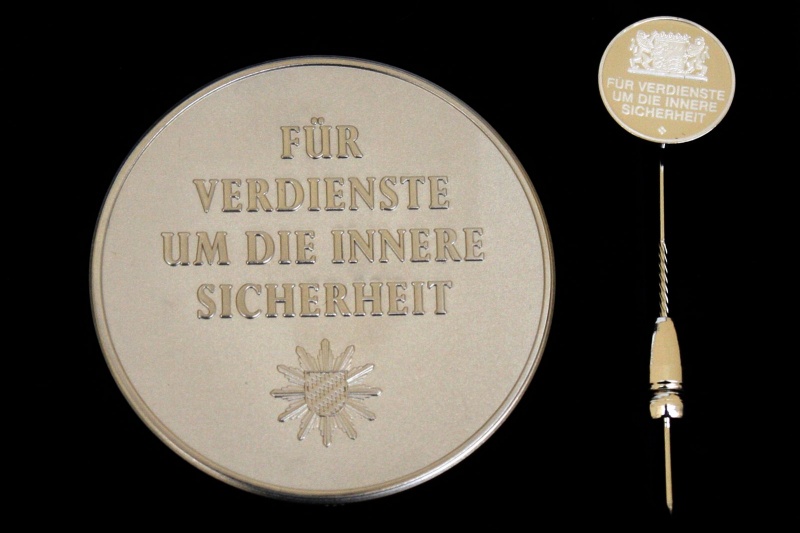 FÜR
VERDIENSTE
UM DIE INNERE
SICHERHEIT
FÜR VERDIENSTE
UM DIE INNERE
SICHERHEIT